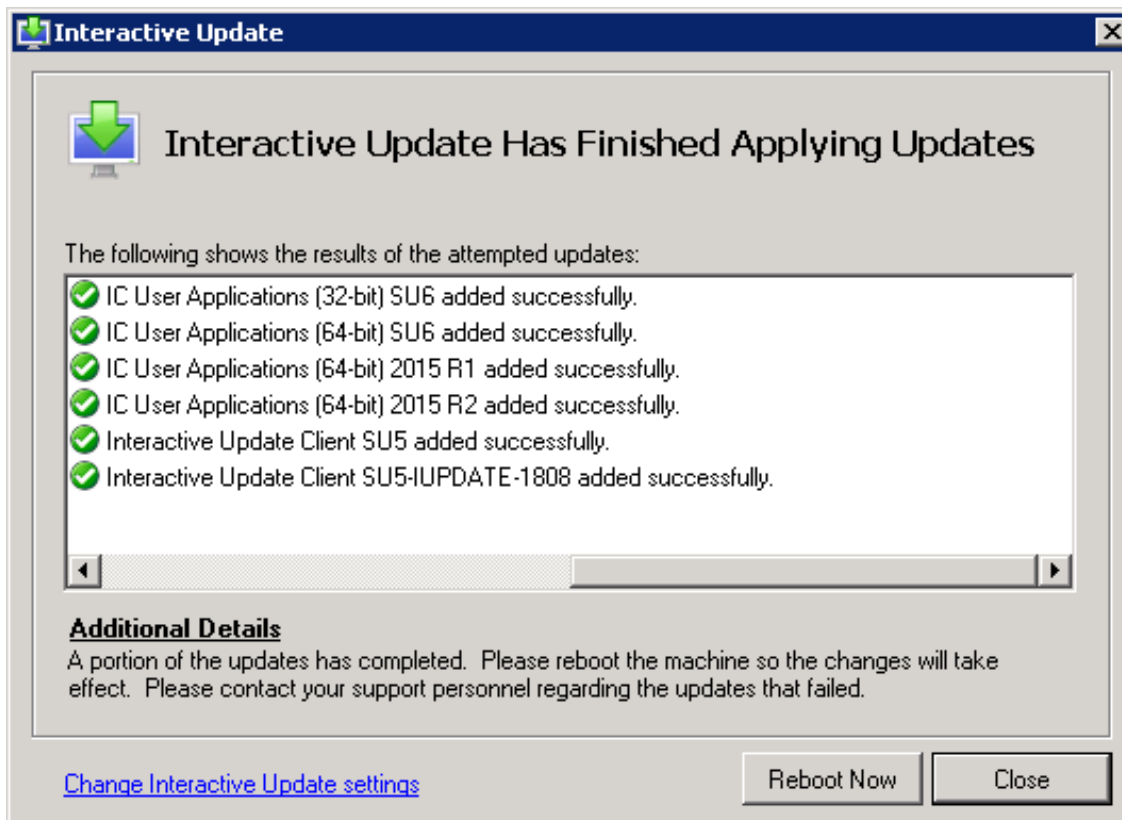 Interactive Update
Interactive Update Has Finished Applying Updates
The following shows the results of the attempted updates:
IC User Applications (32-bit) SU6 added successfully.
IC User Applications (64-bit) SU6 added successfully.
IC User Applications (64-bit) 2015 R1 added successfully.
IC User Applications (64-bit) 2015 R2 added successfully.
Interactive Update Client SU5 added successfully.
Interactive Update Client SU5-IUPDATE-1808 added successfully.
Additional Details
A portion of the updates has completed.  Please reboot the machine so the changes will take
effect.  Please contact your support personnel regarding the updates that failed.
Change Interactive Update settings
Reboot Now
Close